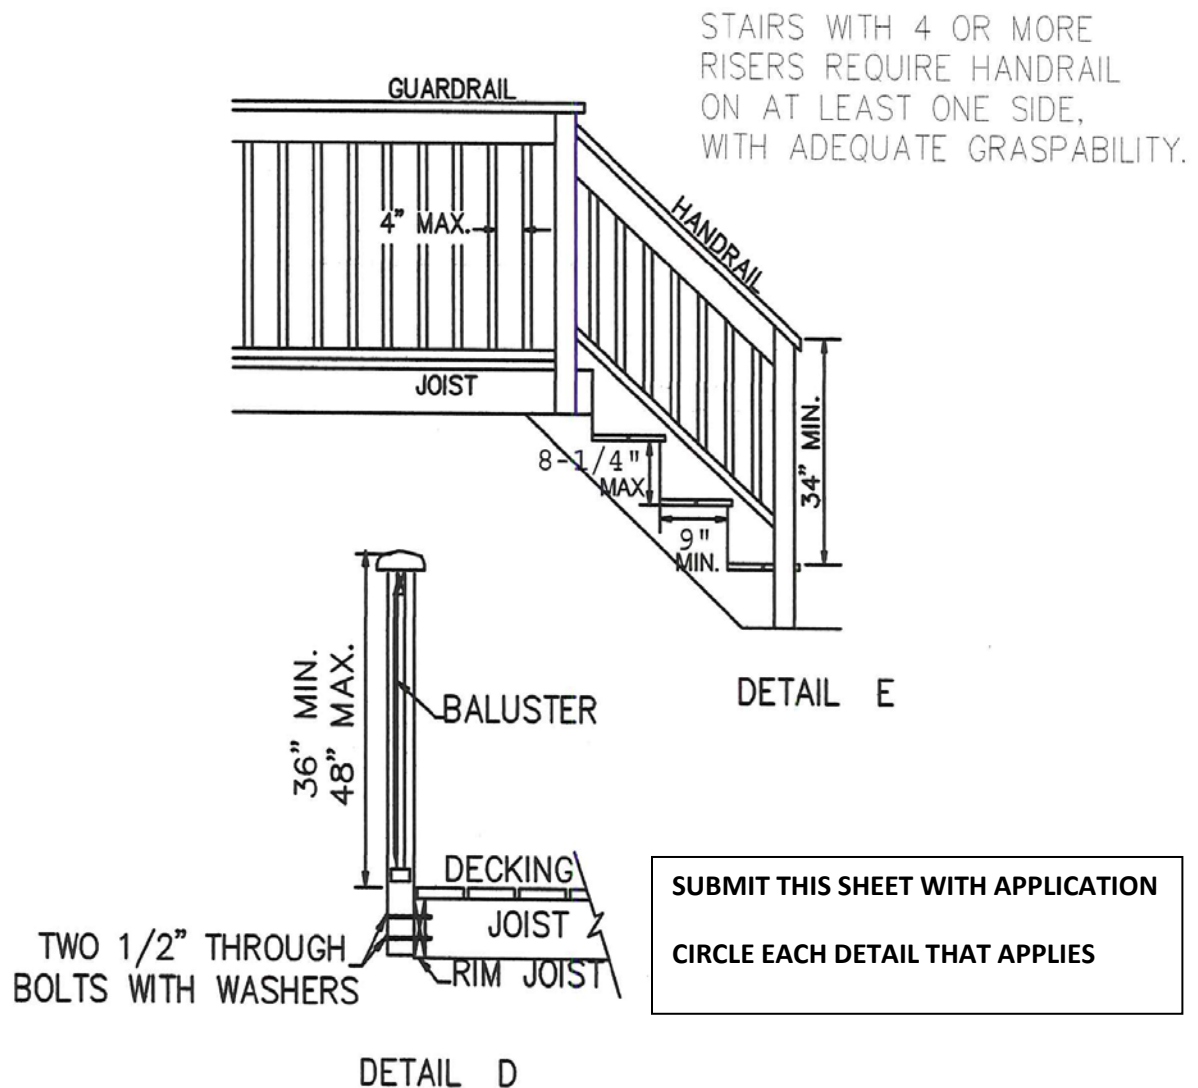 STAIRS WITH 4 OR MORE
RISERS REQUIRE HANDRAIL
ON AT LEAST ONE SIDE,
WITH ADEQUATE GRASPABILITY.
GUARDRAIL
HANDRAIL
4" MAX.
JOIST
8-1/4"
MAX
9"
MIN.
34" MIN.
DETAIL E
36" MIN.
48" MAX.
BALUSTER
DECKING
JOIST
RIM JOIST
TWO 1/2" THROUGH
BOLTS WITH WASHERS
DETAIL D
SUBMIT THIS SHEET WITH APPLICATION
CIRCLE EACH DETAIL THAT APPLIES